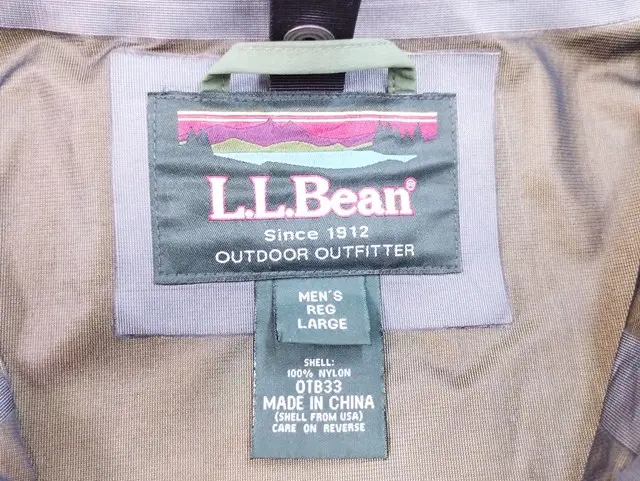 L.L.Bean®
Since 1912
OUTDOOR OUTFITTER
MEN'S
REG
LARGE
SHELL:
100% NYLON
OTB33
MADE IN CHINA
(SHELL FROM USA)
CARE ON REVERSE